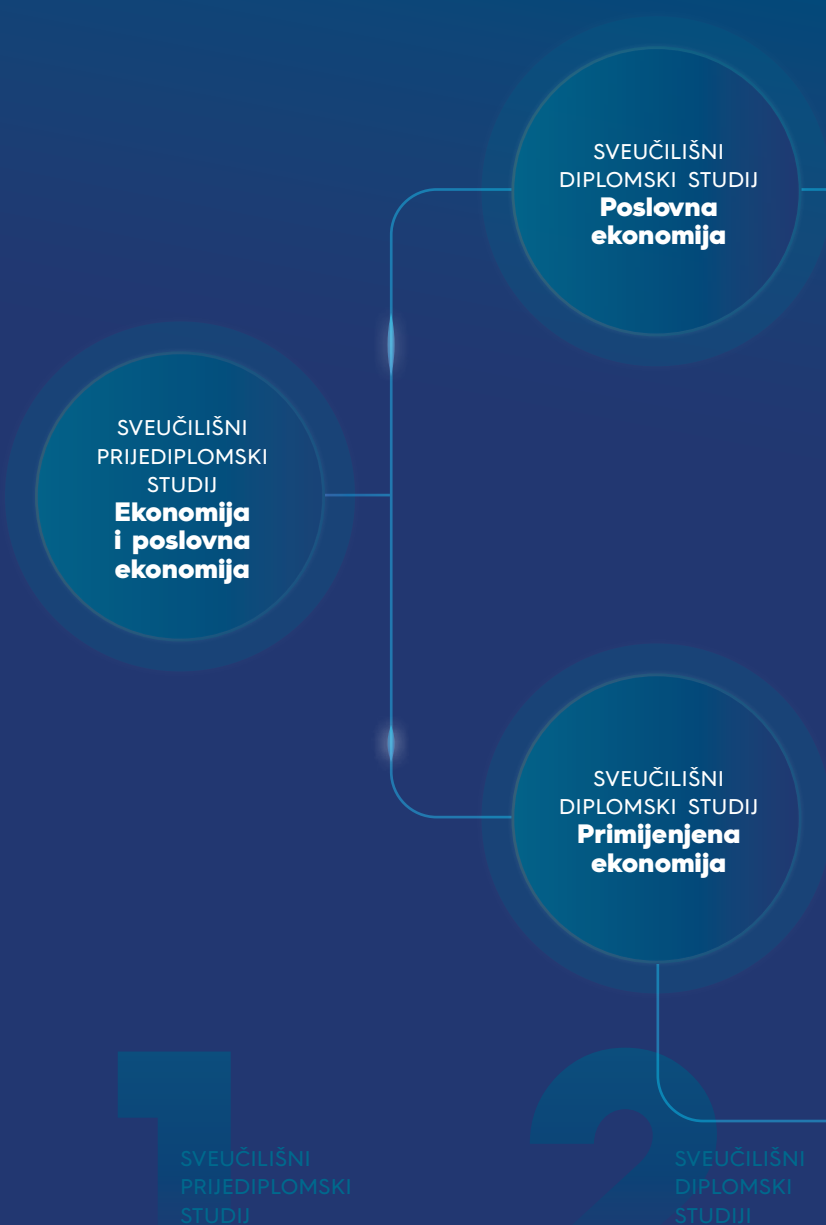 SVEUČILIŠNI
DIPLOMSKI STUDIJ
Poslovna
ekonomija
SVEUČILIŠNI
PRIJEDIPLOMSKI
STUDIJ
Ekonomija
i poslovna
ekonomija
SVEUČILIŠNI
DIPLOMSKI STUDIJ
Primijenjena
ekonomija
1
SVEUČILIŠNI
PRIJEDIPLOMSKI
STUDIJ
2
SVEUČILIŠNI
DIPLOMSKI
STUDIJI